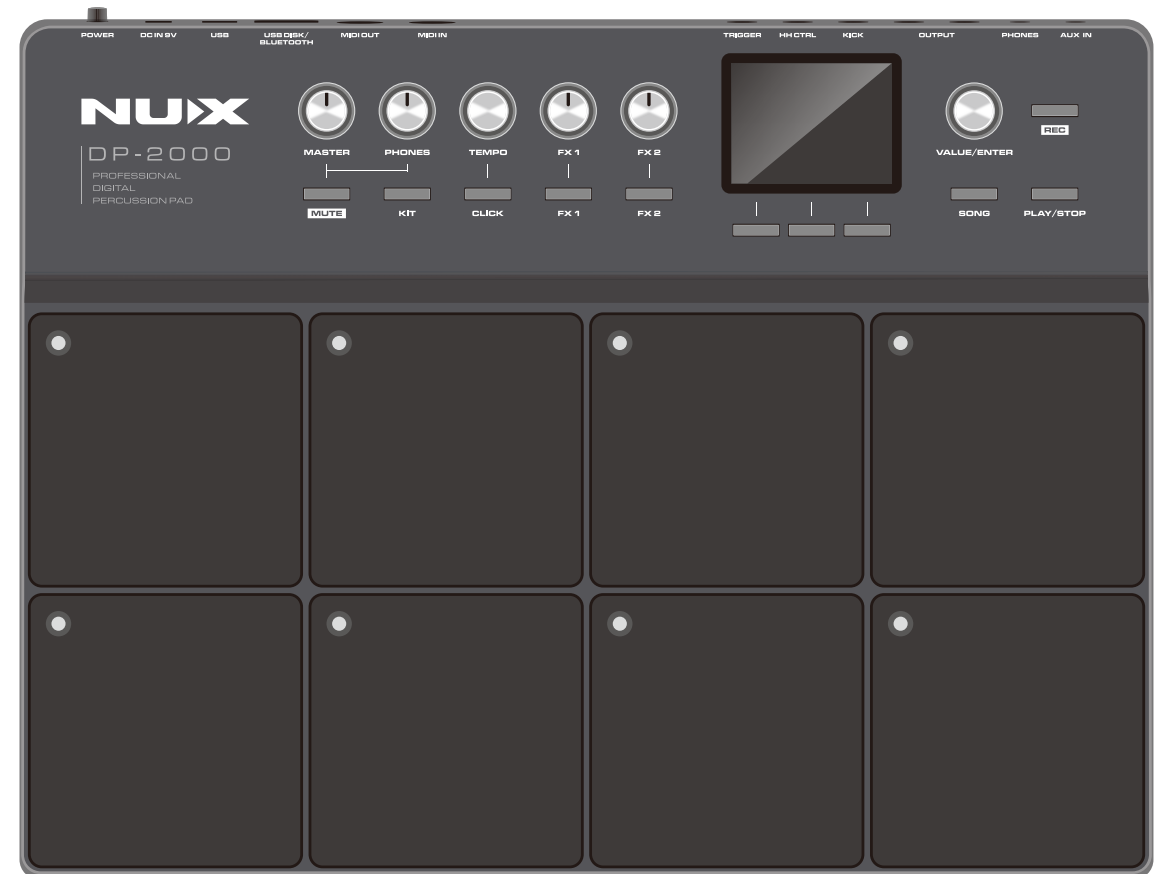 POWER DC IN 9V USB USB DISK/ MIDI OUT MIDI IN TRIGGER HH CTRL KICK OUTPUT PHONES AUX IN
BLUETOOTH
NUX
DP-2000
PROFESSIONAL
DIGITAL
PERCUSSION PAD
MASTER PHONES TEMPO FX 1 FX 2
MUTE KIT CLICK FX 1 FX 2
REC
VALUE/ENTER
SONG PLAY/STOP